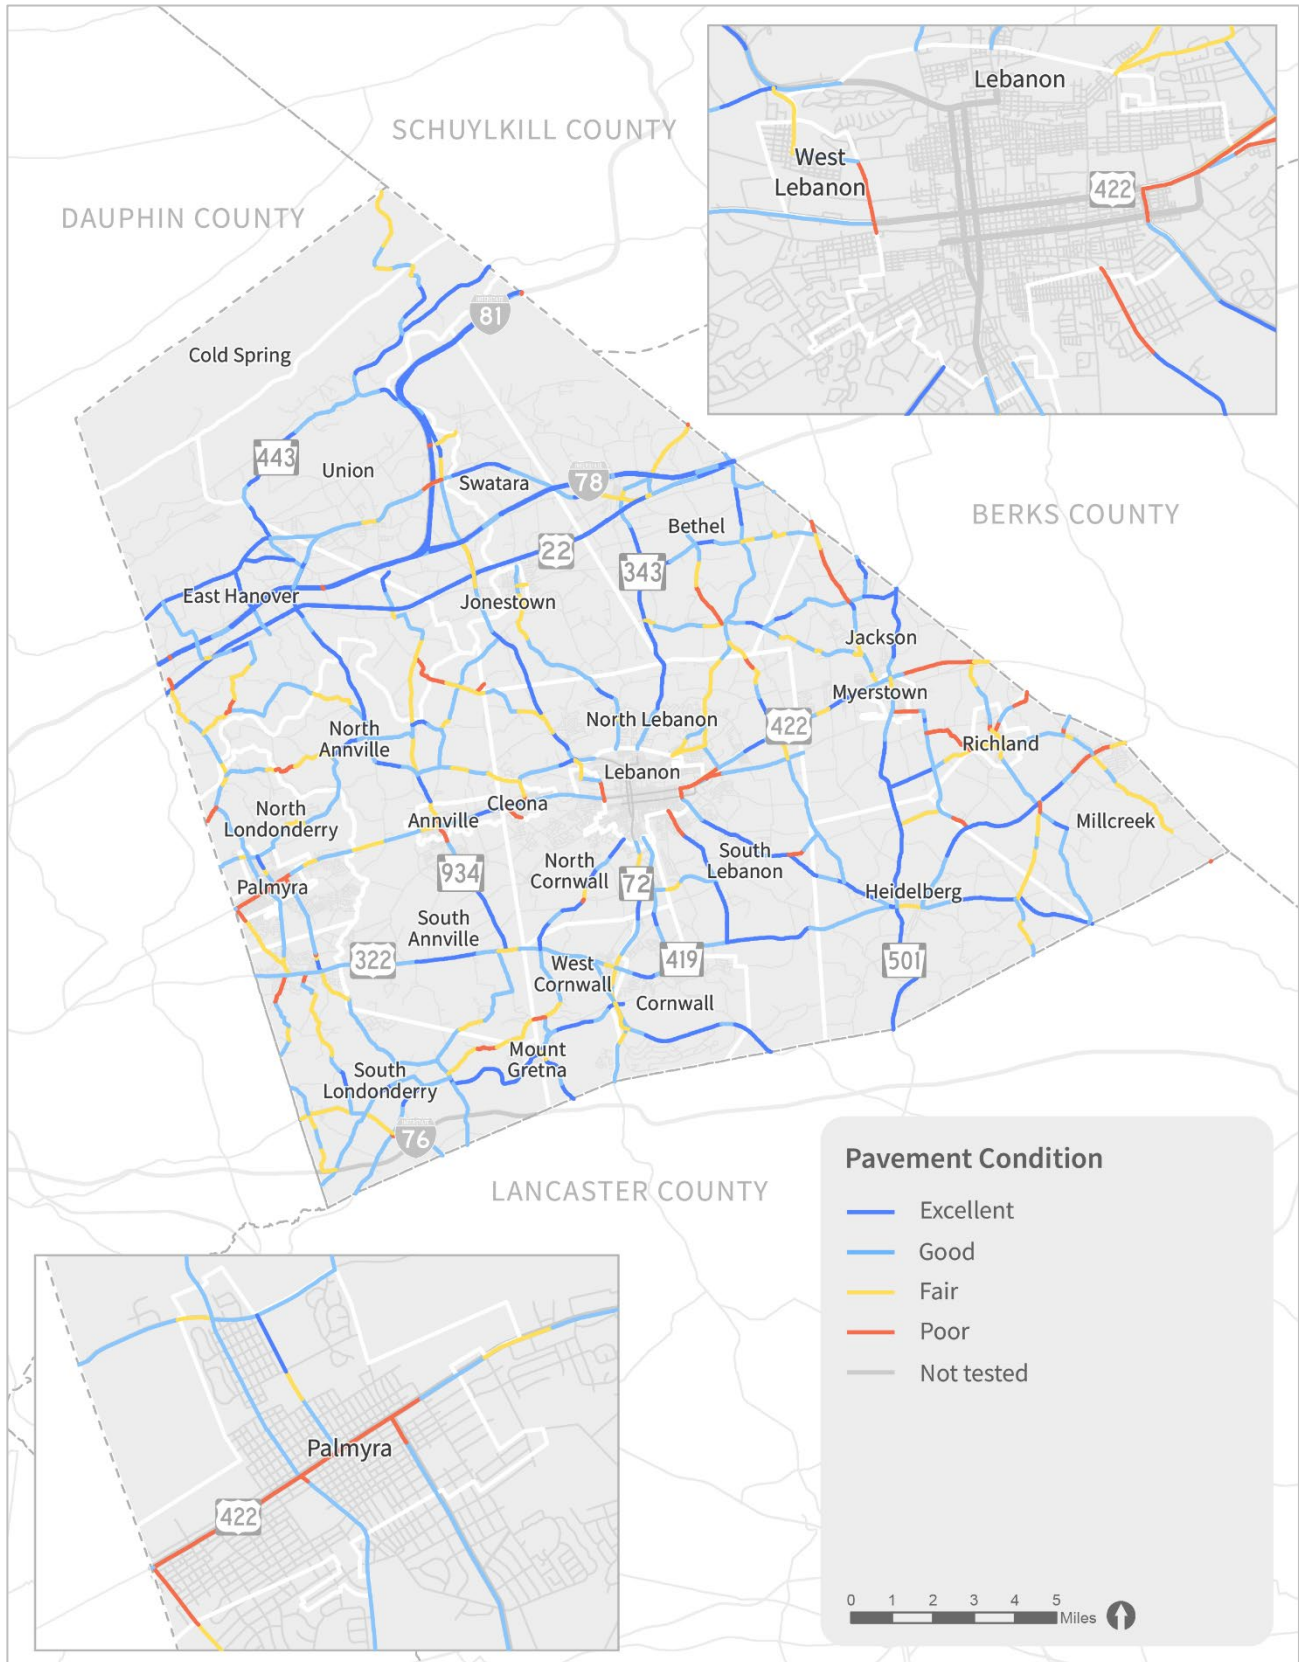 SCHUYLKILL COUNTY
DAUPHIN COUNTY
Lebanon
West
Lebanon
422
81
Cold Spring
443
Union
Swatara
78
Bethel
BERKS COUNTY
22
343
East Hanover
Jonestown
Jackson
Myerstown
North
Annville
North Lebanon
422
Richland
Lebanon
North
Londonderry
Cleona
Annville
Millcreek
934
North
Cornwall
72
South
Lebanon
Palmyra
Heidelberg
South
Annville
322
West
Cornwall
419
501
Cornwall
Mount
Gretna
South
Londonderry
76
LANCASTER COUNTY
Pavement Condition
Excellent
Good
Fair
Poor
Not tested
0 1 2 3 4 5
Miles
Palmyra
422